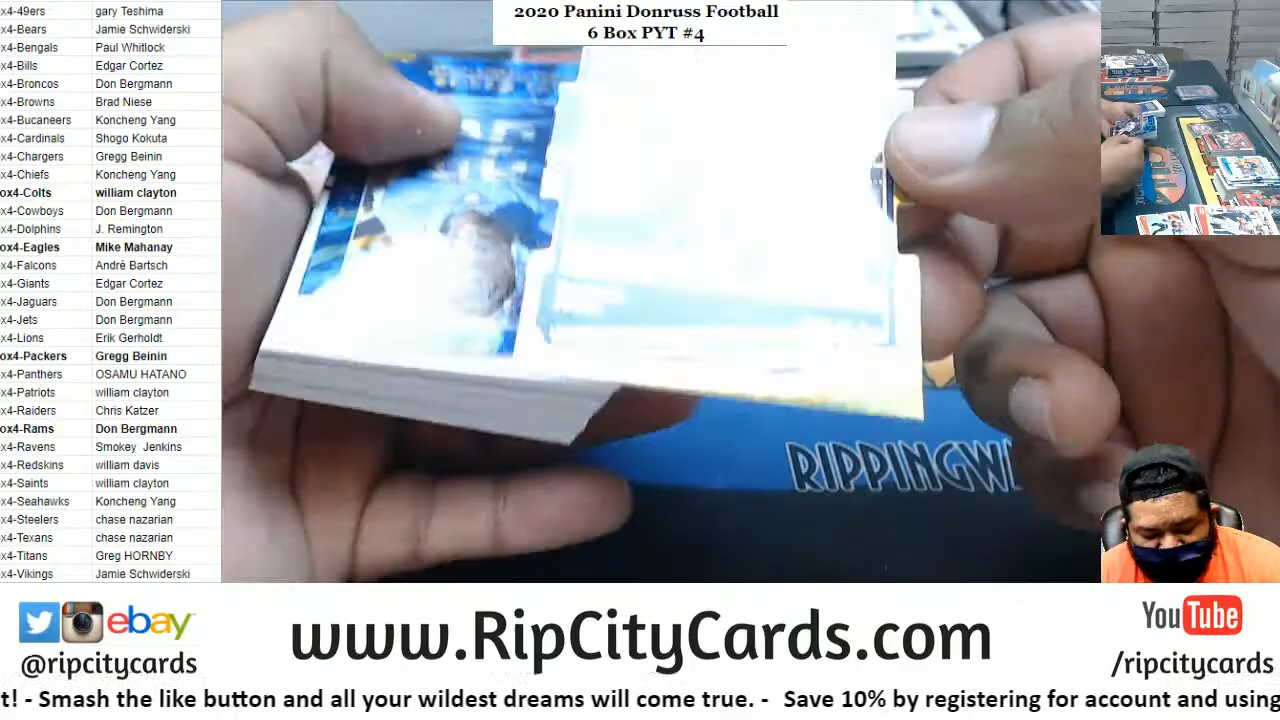 2020 Panini Donruss Football
6 Box PYT #4
x4-49ers gary Teshima
x4-Bears Jamie Schwiderski
x4-Bengals Paul Whitlock
x4-Bills Edgar Cortez
x4-Broncos Don Bergmann
x4-Browns Brad Niese
x4-Bucaneers Koncheng Yang
x4-Cardinals Shogo Kokuta
x4-Chargers Gregg Beinin
x4-Chiefs Koncheng Yang
ox4-Colts william clayton
x4-Cowboys Don Bergmann
x4-Dolphins J. Remington
ox4-Eagles Mike Mahanay
x4-Falcons André Bartsch
x4-Giants Edgar Cortez
x4-Jaguars Don Bergmann
x4-Jets Don Bergmann
x4-Lions Erik Gerholdt
ox4-Packers Gregg Beinin
x4-Panthers OSAMU HATANO
x4-Patriots william clayton
x4-Raiders Chris Katzer
ox4-Rams Don Bergmann
x4-Ravens Smokey Jenkins
x4-Redskins william davis
x4-Saints william clayton
x4-Seahawks Koncheng Yang
x4-Steelers chase nazarian
x4-Texans chase nazarian
x4-Titans Greg HORNBY
x4-Vikings Jamie Schwiderski
RIPPINGW
ebay
@ripcitycards
www.RipCityCards.com
YouTube
/ripcitycards
t! - Smash the like button and all your wildest dreams will come true. - Save 10% by registering for account and using